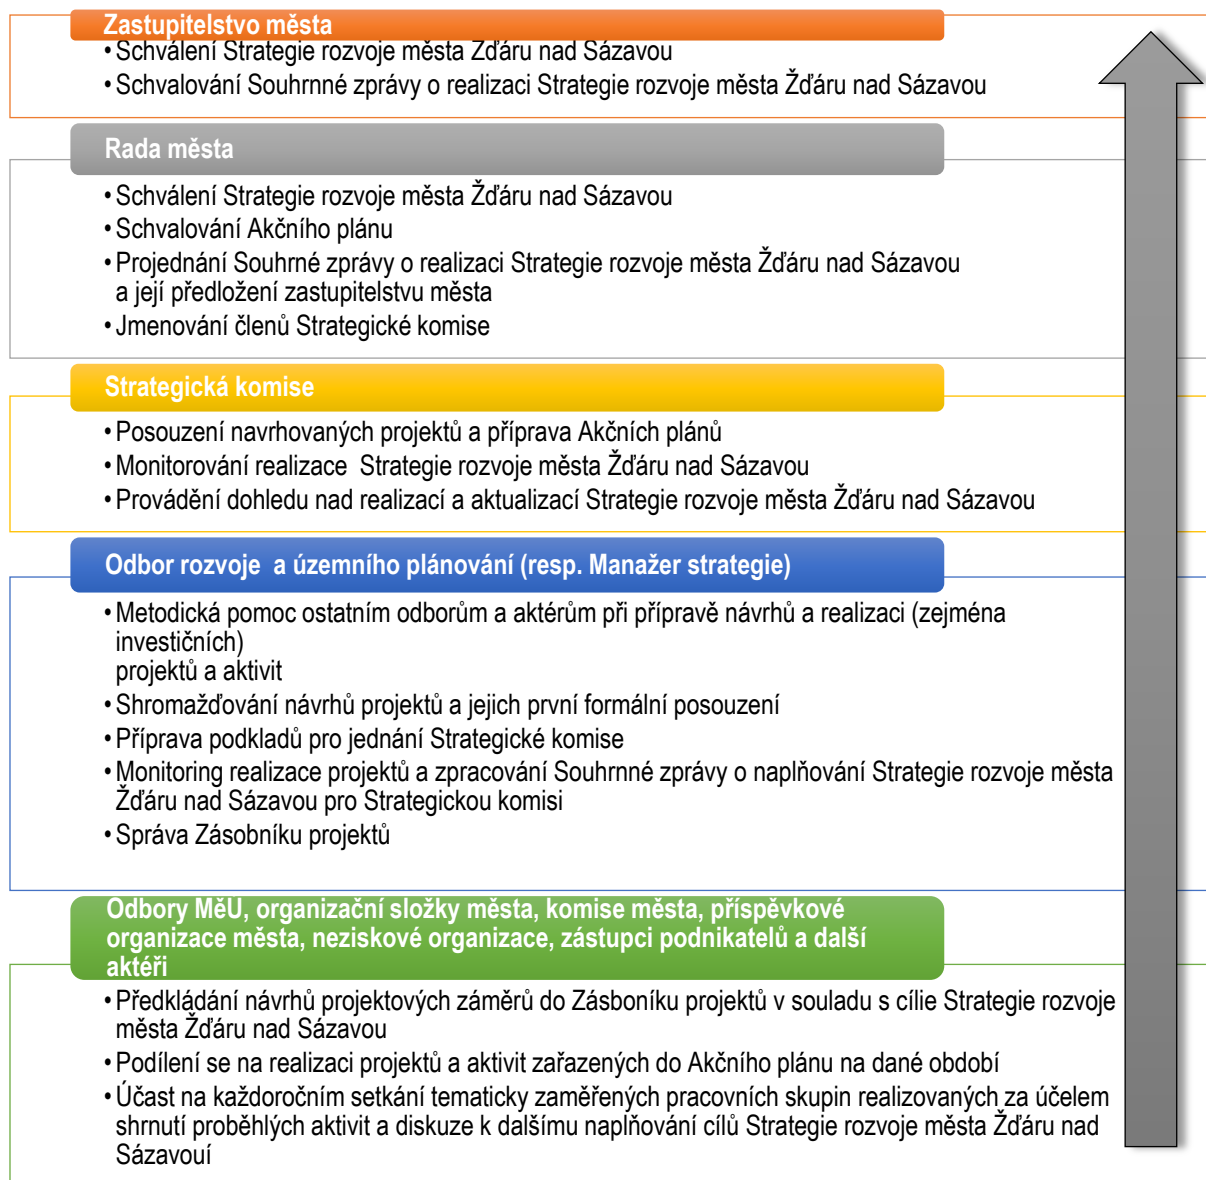 Zastupitelstvo města
• Schválení Strategie rozvoje města Žďáru nad Sázavou
• Schvalování Souhrnné zprávy o realizaci Strategie rozvoje města Žďáru nad Sázavou
Rada města
• Schválení Strategie rozvoje města Žďáru nad Sázavou
• Schvalování Akčního plánu
• Projednání Souhrné zprávy o realizaci Strategie rozvoje města Žďáru nad Sázavou
a její předložení zastupitelstvu města
• Jmenování členů Strategické komise
Strategická komise
• Posouzení navrhovaných projektů a příprava Akčních plánů
• Monitorování realizace  Strategie rozvoje města Žďáru nad Sázavou
• Provádění dohledu nad realizací a aktualizací Strategie rozvoje města Žďáru nad Sázavou
Odbor rozvoje  a územního plánování (resp. Manažer strategie)
• Metodická pomoc ostatním odborům a aktérům při přípravě návrhů a realizaci (zejména
investičních)
projektů a aktivit
• Shromažďování návrhů projektů a jejich první formální posouzení
• Příprava podkladů pro jednání Strategické komise
• Monitoring realizace projektů a zpracování Souhrnné zprávy o naplňování Strategie rozvoje města
Žďáru nad Sázavou pro Strategickou komisi
• Správa Zásobníku projektů
Odbory MěÚ, organizační složky města, komise města, příspěvkové
organizace města, neziskové organizace, zástupci podnikatelů a další
aktéři
• Předkládání návrhů projektových záměrů do Zásboníku projektů v souladu s cílie Strategie rozvoje
města Žďáru nad Sázavou
• Podílení se na realizaci projektů a aktivit zařazených do Akčního plánu na dané období
• Účast na každoročním setkání tematicky zaměřených pracovních skupin realizovaných za účelem
shrnutí proběhlých aktivit a diskuze k dalšímu naplňování cílů Strategie rozvoje města Žďáru nad
Sázavouí